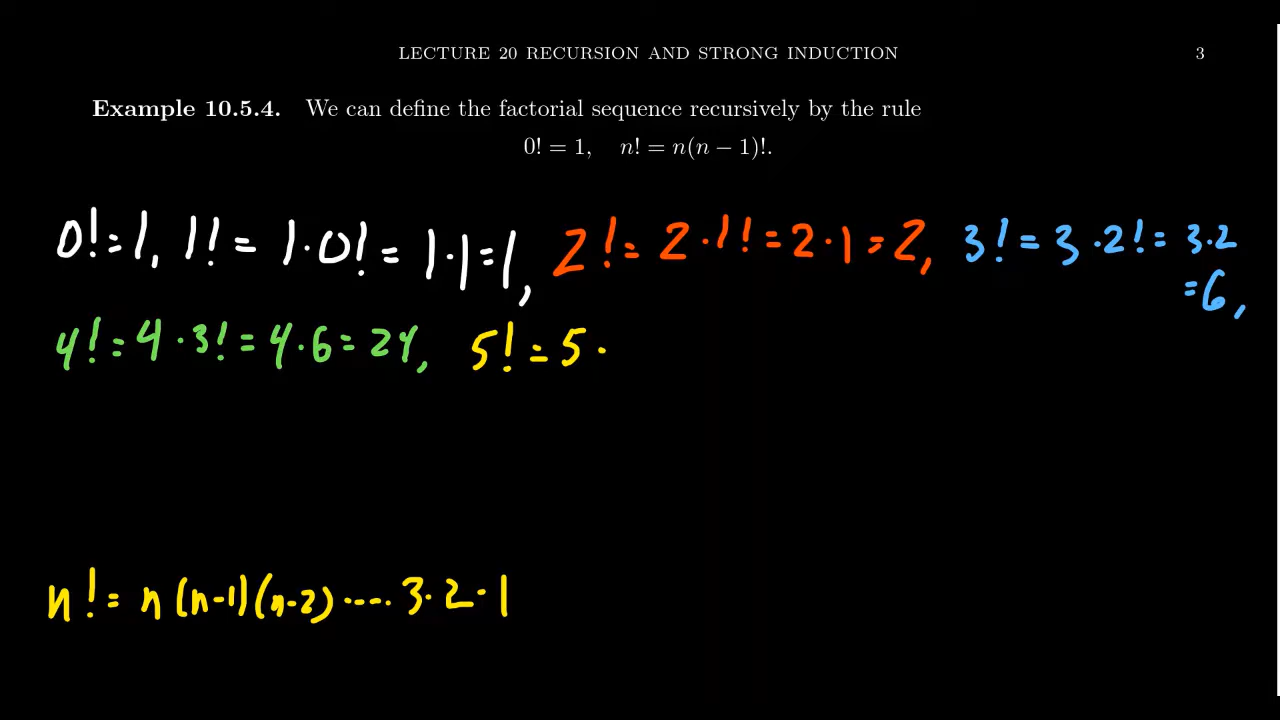 LECTURE 20 RECURSION AND STRONG INDUCTION 3
Example 10.5.4. We can define the factorial sequence recursively by the rule
0! = 1, n! = n(n − 1)!.
0! = 1, 1! = 1 · 0! = 1 · 1 = 1, 2! = 2 · 1! = 2 · 1 = 2, 3! = 3 · 2! = 3 · 2
= 6,
4! = 4 · 3! = 4 · 6 = 24, 5! = 5 ·
n! = n(n-1)(n-2) ····· 3 · 2 · 1